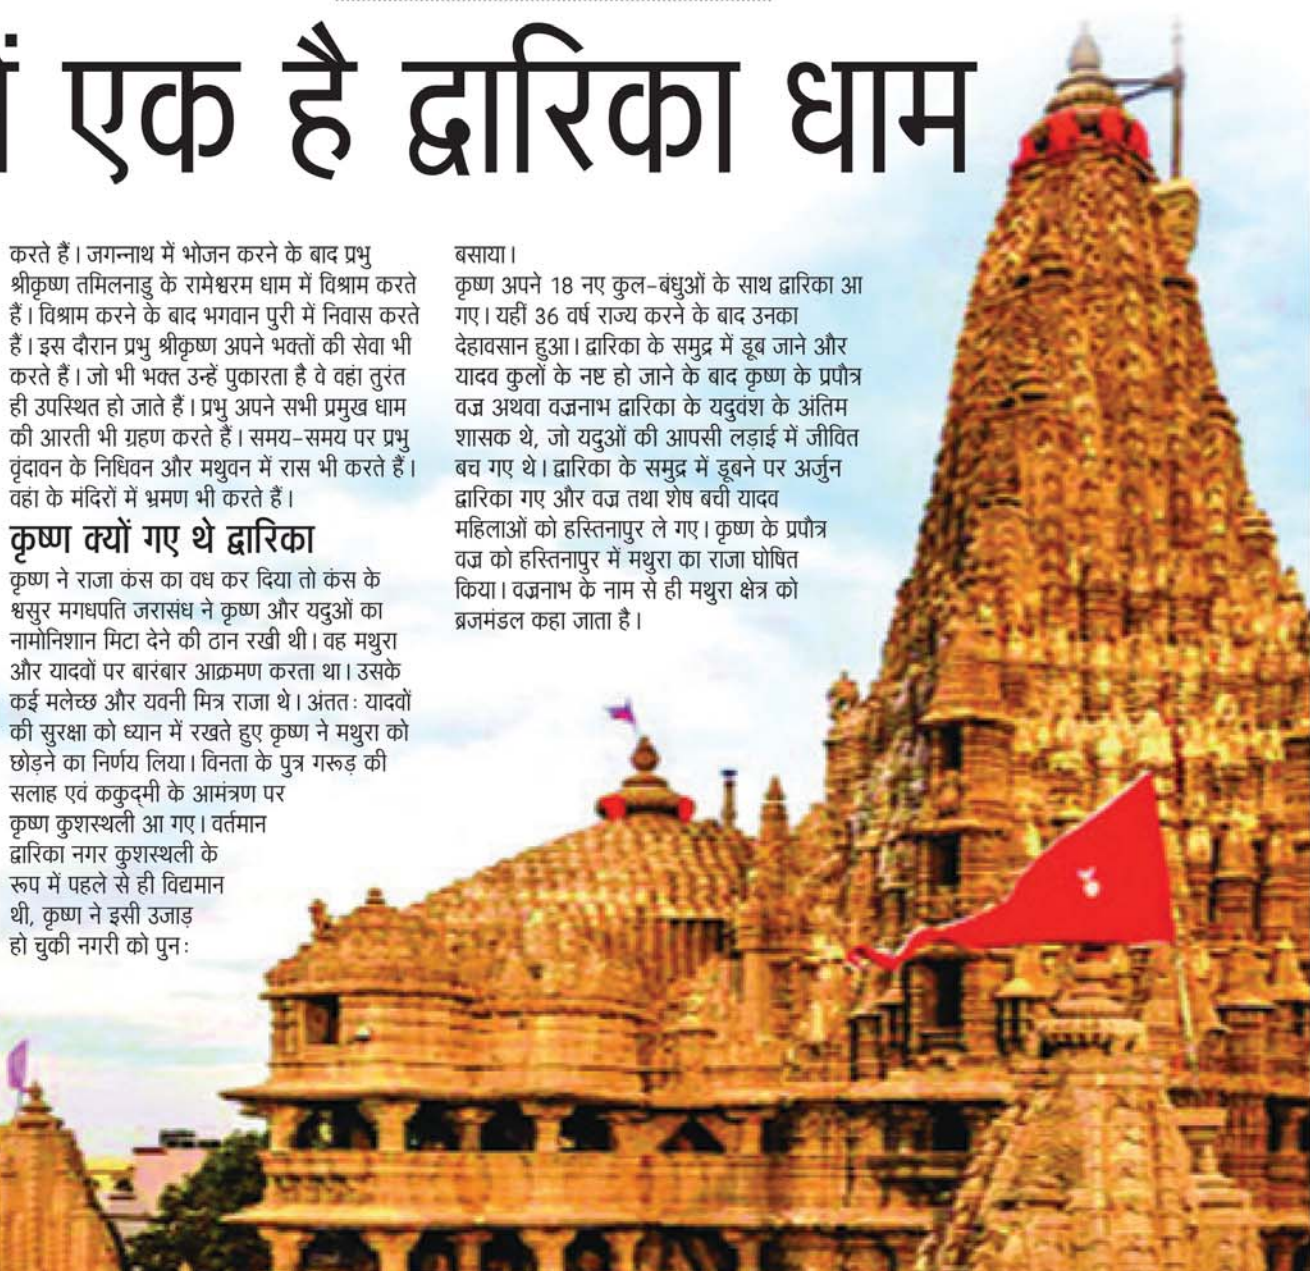 एक है द्वारिका धाम
करते हैं। जगन्नाथ में भोजन करने के बाद प्रभु
श्रीकृष्ण तमिलनाडु के रामेश्वरम धाम में विश्राम करते
हैं। विश्राम करने के बाद भगवान पुरी में निवास करते
हैं। इस दौरान प्रभु श्रीकृष्ण अपने भक्तों की सेवा भी
करते हैं। जो भी भक्त उन्हें पुकारता है वे वहां तुरंत
ही उपस्थित हो जाते हैं। प्रभु अपने सभी प्रमुख धाम
की आरती भी ग्रहण करते हैं। समय-समय पर प्रभु
वृंदावन के निधिवन और मथुवन में रास भी करते हैं।
वहां के मंदिरों में भ्रमण भी करते हैं।
कृष्ण क्यों गए थे द्वारिका
कृष्ण ने राजा कंस का वध कर दिया तो कंस के
श्वसुर मगधपति जरासंध ने कृष्ण और यदुओं का
नामोनिशान मिटा देने की ठान रखी थी। वह मथुरा
और यादवों पर बारंबार आक्रमण करता था। उसके
कई मलेच्छ और यवनी मित्र राजा थे। अंततः यादवों
की सुरक्षा को ध्यान में रखते हुए कृष्ण ने मथुरा को
छोड़ने का निर्णय लिया। विनता के पुत्र गरूड़ की
सलाह एवं ककुद्मी के आमंत्रण पर
कृष्ण कुशस्थली आ गए। वर्तमान
द्वारिका नगर कुशस्थली के
रूप में पहले से ही विद्यमान
थी, कृष्ण ने इसी उजाड़
हो चुकी नगरी को पुनः
बसाया।
कृष्ण अपने 18 नए कुल-बंधुओं के साथ द्वारिका आ
गए। यहीं 36 वर्ष राज्य करने के बाद उनका
देहावसान हुआ। द्वारिका के समुद्र में डूब जाने और
यादव कुलों के नष्ट हो जाने के बाद कृष्ण के प्रपौत्र
वज्र अथवा वज्रनाभ द्वारिका के यदुवंश के अंतिम
शासक थे, जो यदुओं की आपसी लड़ाई में जीवित
बच गए थे। द्वारिका के समुद्र में डूबने पर अर्जुन
द्वारिका गए और वज्र तथा शेष बची यादव
महिलाओं को हस्तिनापुर ले गए। कृष्ण के प्रपौत्र
वज्र को हस्तिनापुर में मथुरा का राजा घोषित
किया। वज्रनाभ के नाम से ही मथुरा क्षेत्र को
ब्रजमंडल कहा जाता है।